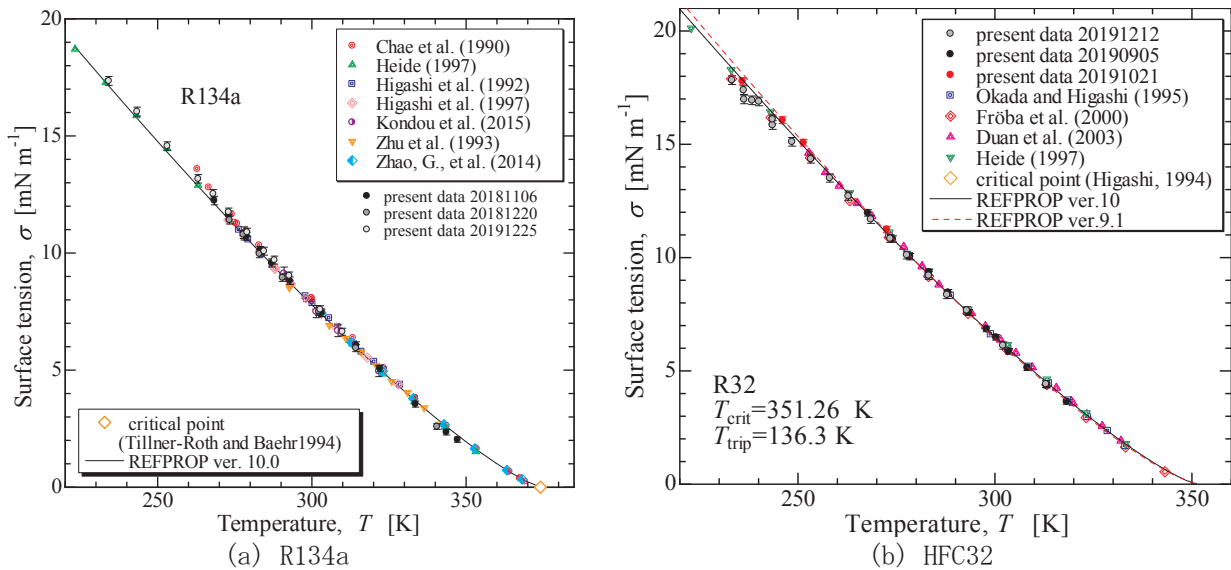 20
15
10
5
0
Surface tension, σ [mN m⁻¹]
R134a
Chae et al. (1990)
Heide (1997)
Higashi et al. (1992)
Higashi et al. (1997)
Kondou et al. (2015)
Zhu et al. (1993)
Zhao, G., et al. (2014)
present data 20181106
present data 20181220
present data 20191225
critical point
(Tillner-Roth and Baehr1994)
REFPROP ver. 10.0
250
300
350
Temperature, T [K]
(a) R134a
20
15
10
5
0
Surface tension, σ [mN m⁻¹]
present data 20191212
present data 20190905
present data 20191021
Okada and Higashi (1995)
Fröba et al. (2000)
Duan et al. (2003)
Heide (1997)
critical point (Higashi, 1994)
REFPROP ver.10
REFPROP ver.9.1
R32
Tcrit=351.26 K
Ttrip=136.3 K
250
300
350
Temperature, T [K]
(b) HFC32